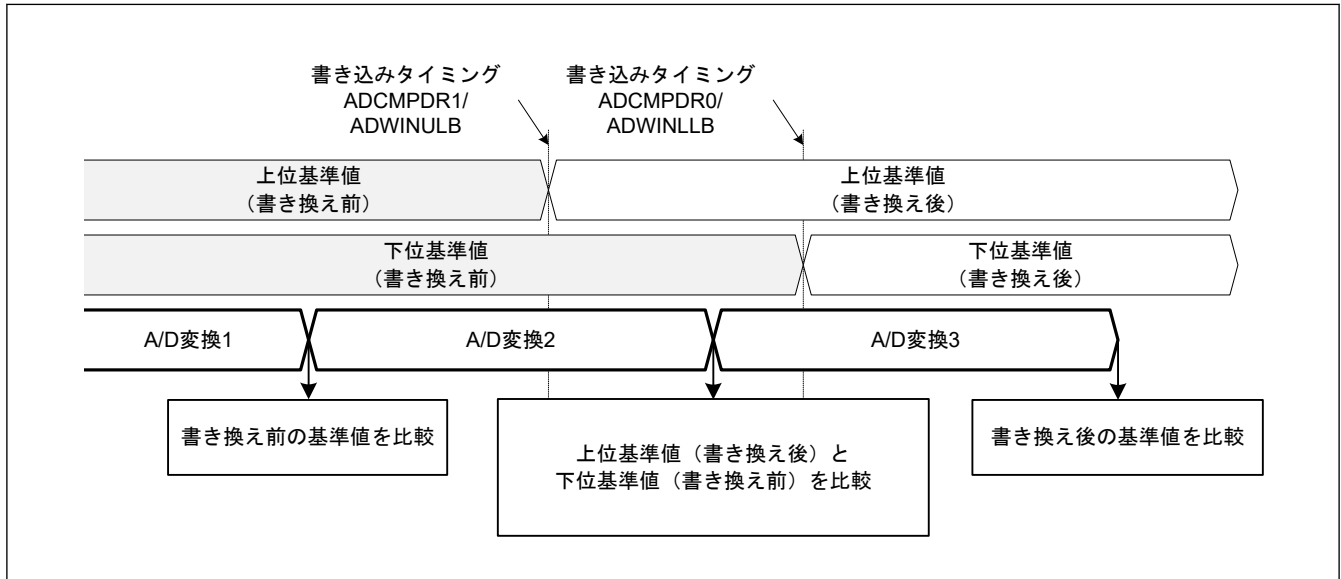 書き込みタイミング
ADCMPDR1/
ADWINULB
書き込みタイミング
ADCMPDR0/
ADWINLLB
上位基準値
（書き換え前）
上位基準値
（書き換え後）
下位基準値
（書き換え前）
下位基準値
（書き換え後）
A/D変換1
A/D変換2
A/D変換3
書き換え前の基準値を比較
上位基準値（書き換え後）と
下位基準値（書き換え前）を比較
書き換え後の基準値を比較